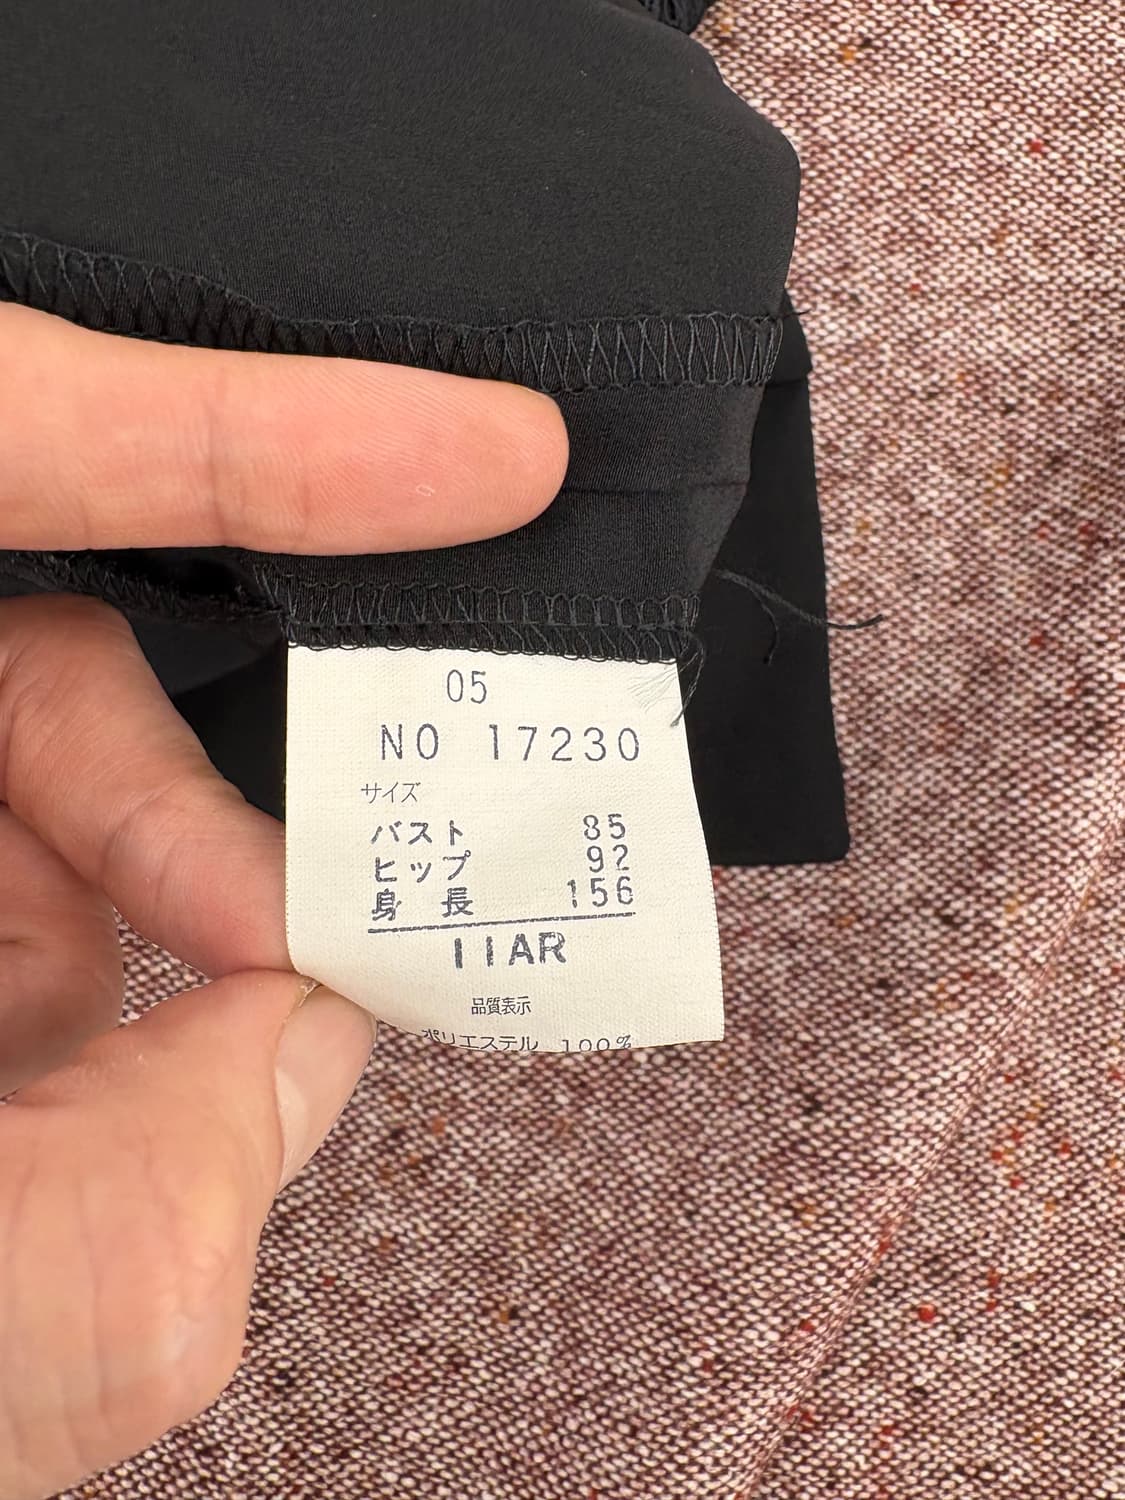 05
NO 17230
サイズ
バスト 85
ヒップ 92
身 長 156
11AR
品質表示
ポリエステル 100%